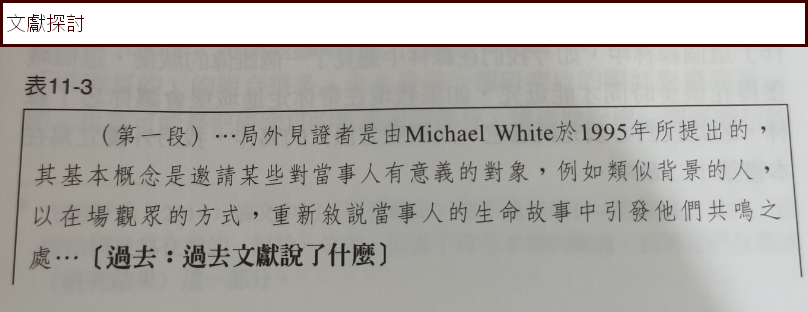 文獻探討
表11-3
（第一段）…局外見證者是由Michael White於1995年所提出的，
其基本概念是邀請某些對當事人有意義的對象，例如類似背景的人，
以在場觀眾的方式，重新敘說當事人的生命故事中引發他們共鳴之
處…〔過去：過去文獻說了什麼〕